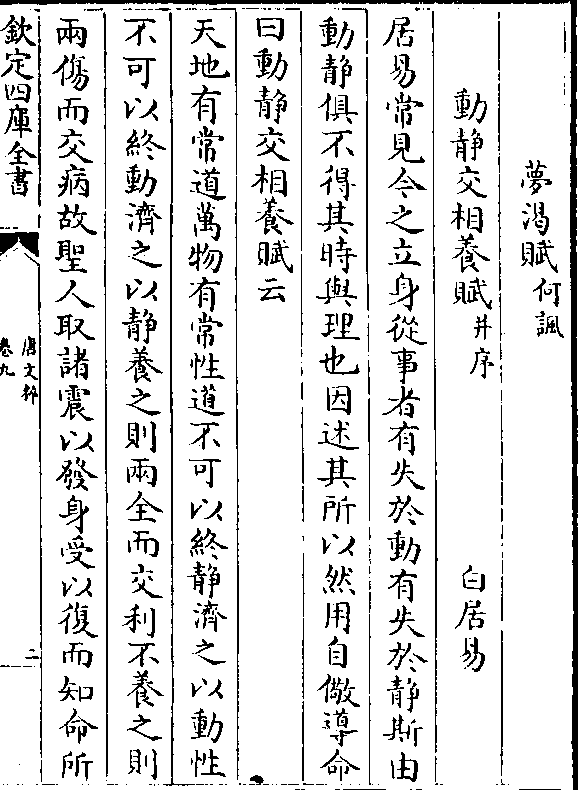 夢渴賦何諷
動静交相養賦并序 白居易
居易常見今之立身從事者有失於動有失於静斯由
動静俱不得其時與理也因述其所以然用自儆導命
曰動静交相養賦云
天地有常道萬物有常性道不可以終静濟之以動性
不可以終動濟之以静養之則兩全而交利不養之則
兩傷而交病故聖人取諸震以發身受以復而知命所
欽定四庫全書
唐文粹
卷九
二